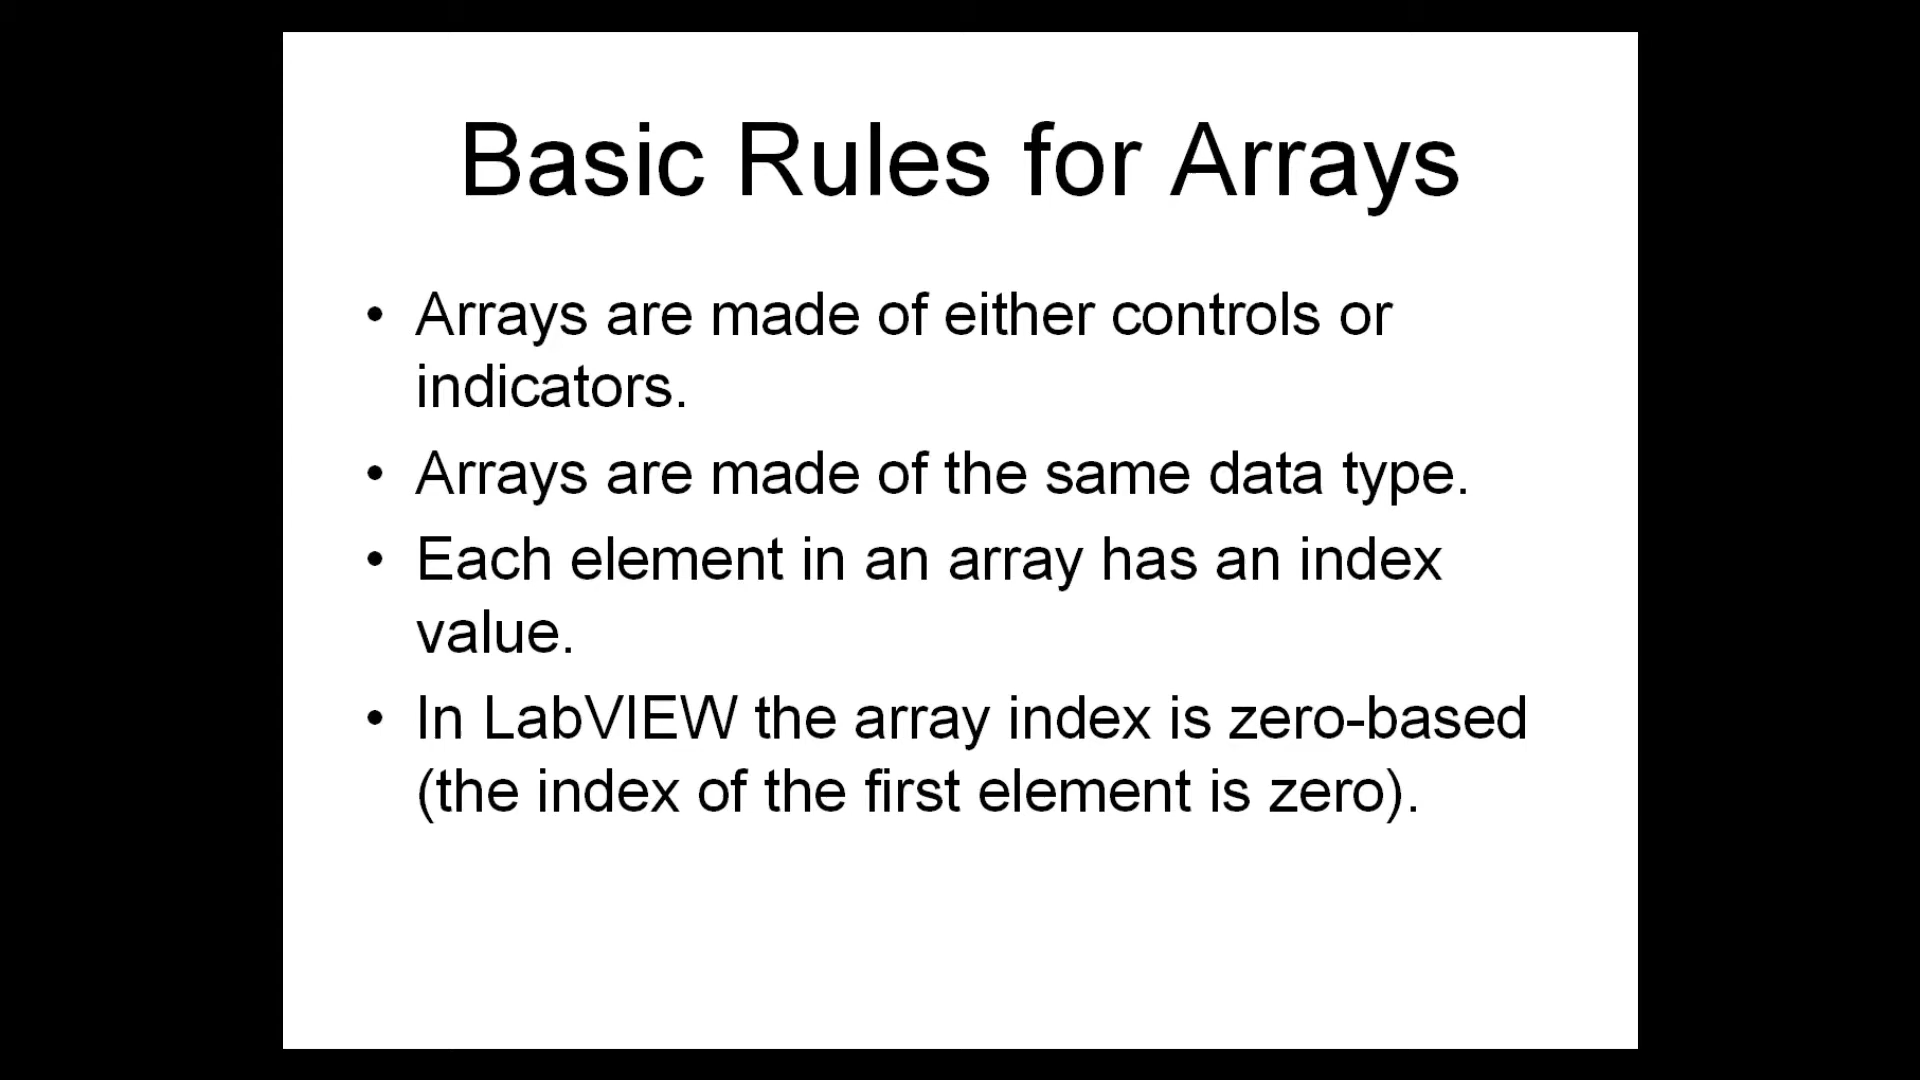 Basic Rules for Arrays
• Arrays are made of either controls or
indicators.
• Arrays are made of the same data type.
• Each element in an array has an index
value.
• In LabVIEW the array index is zero-based
(the index of the first element is zero).